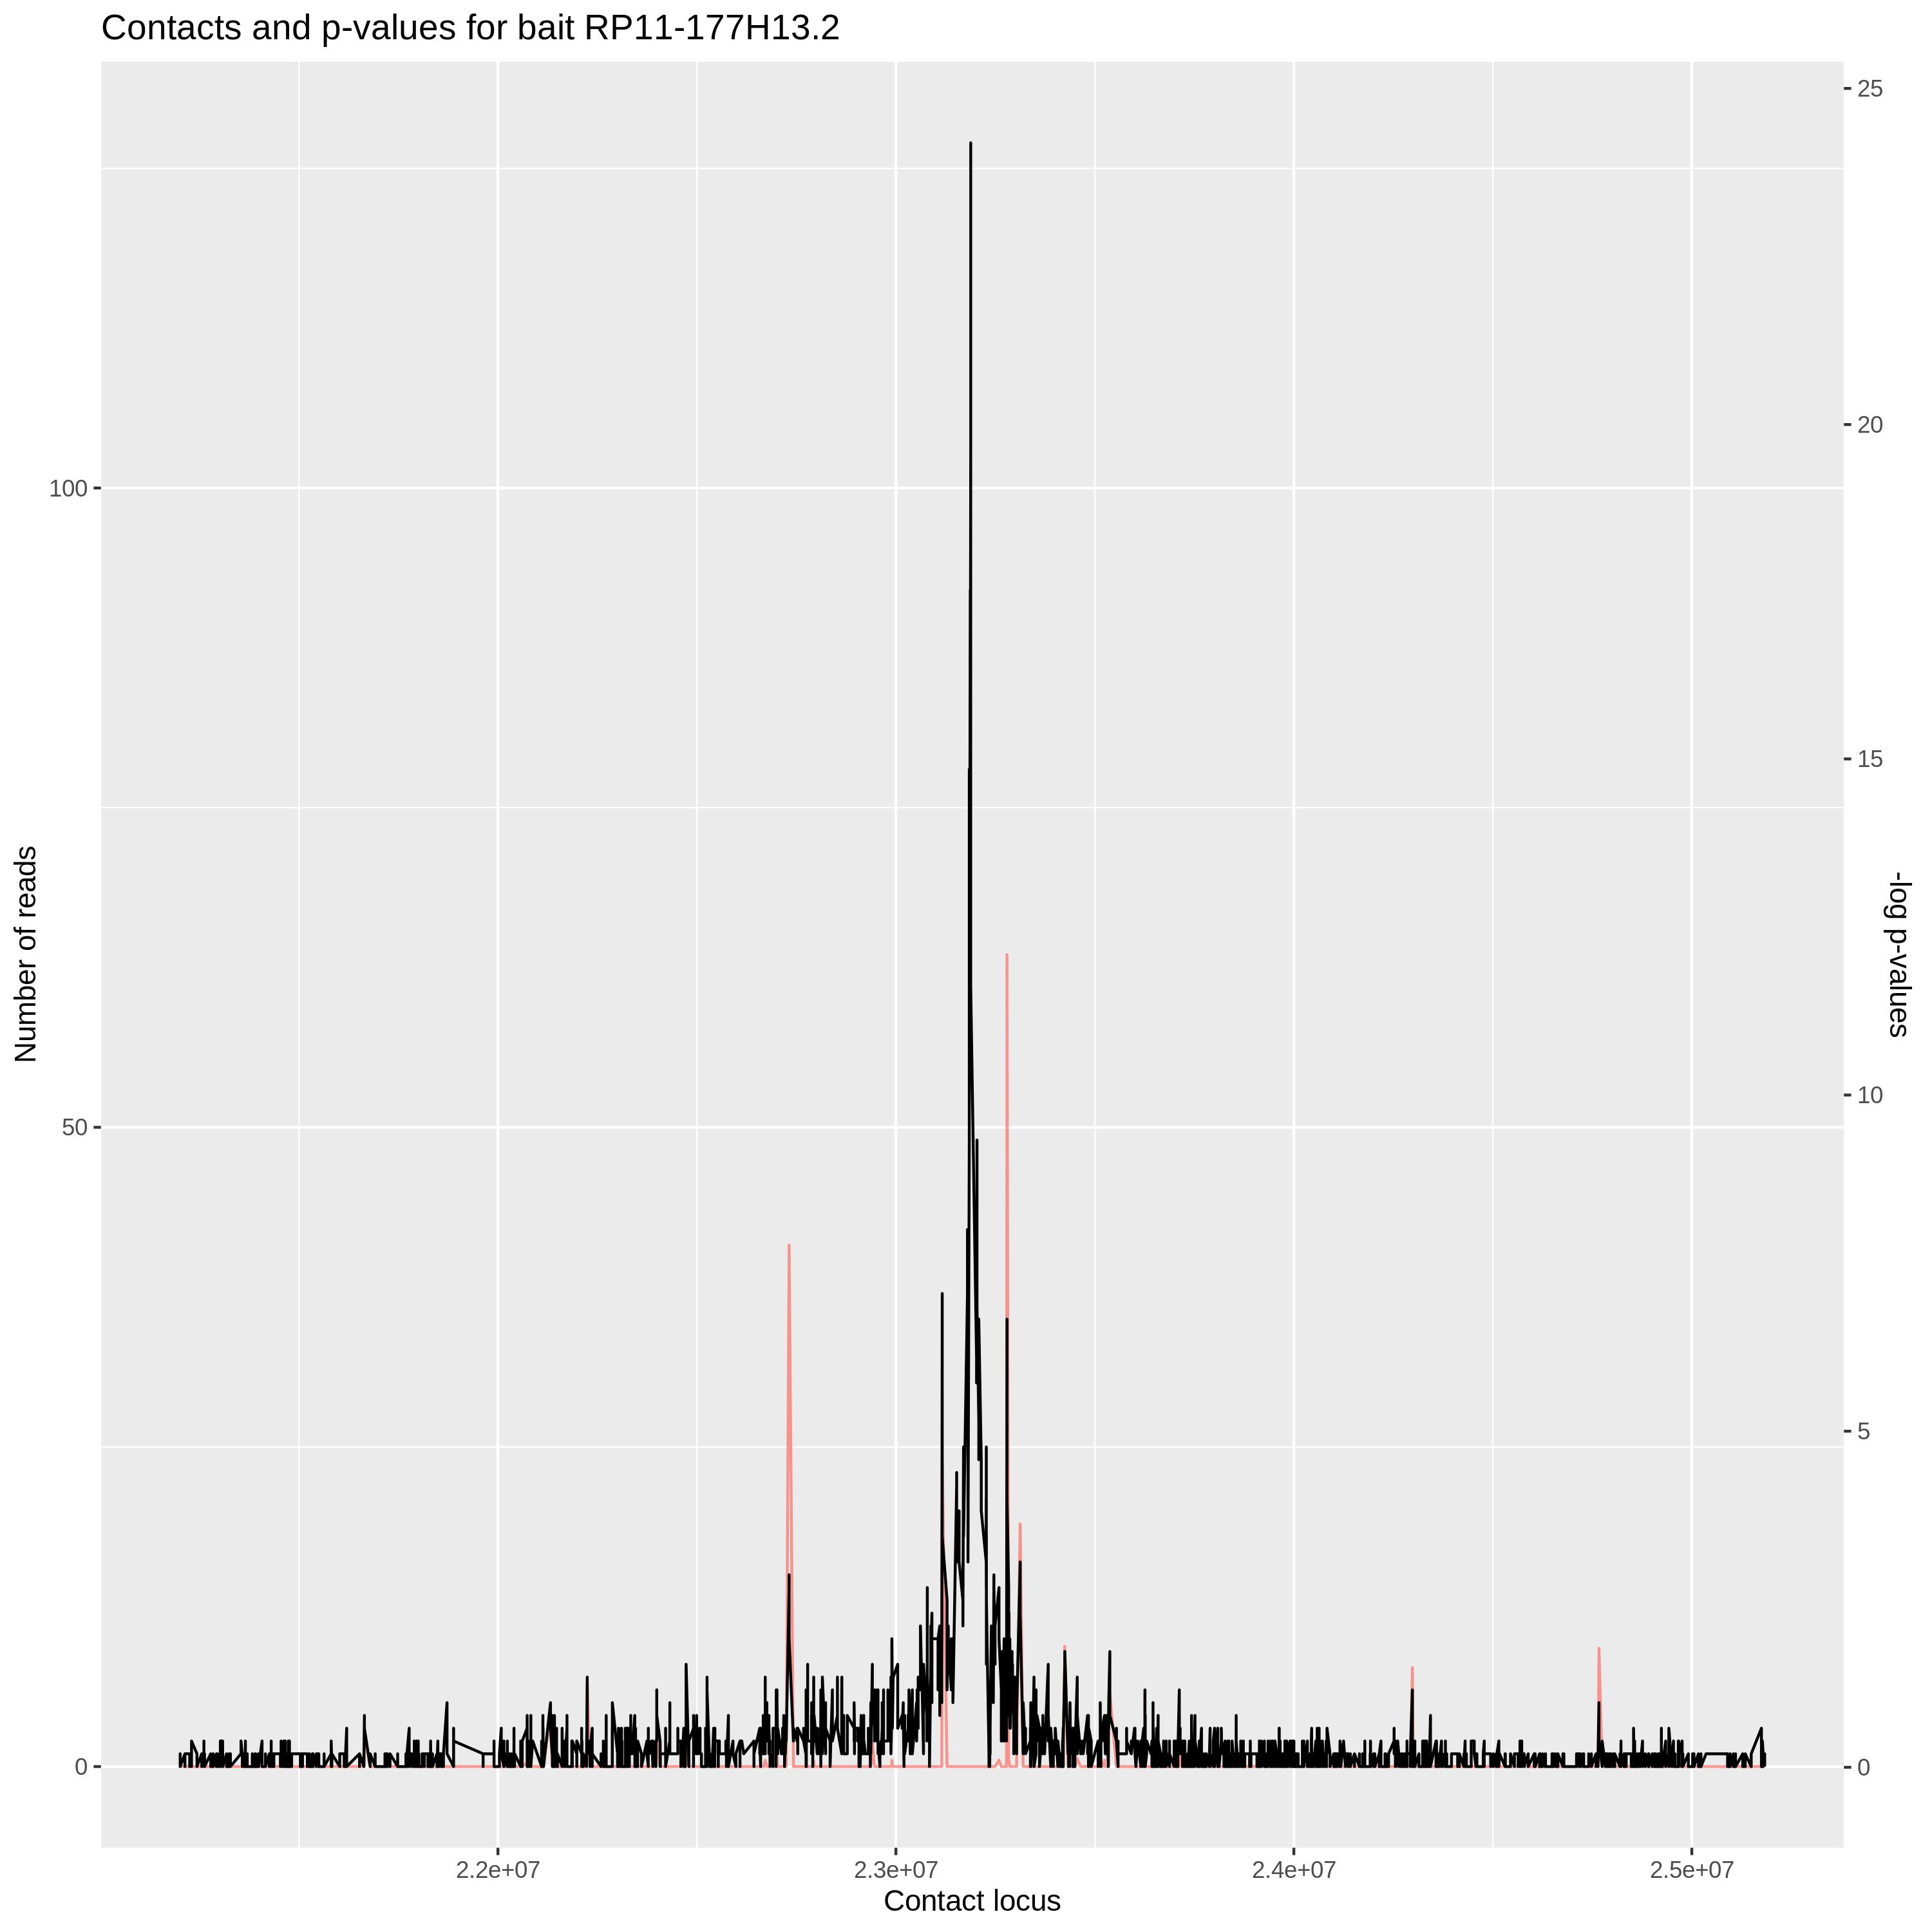 Contacts and p-values for bait RP11-177H13.2
Number of reads
100
50
0
25
20
15
10
5
0
-log p-values
2.2e+07 2.3e+07 2.4e+07 2.5e+07
Contact locus